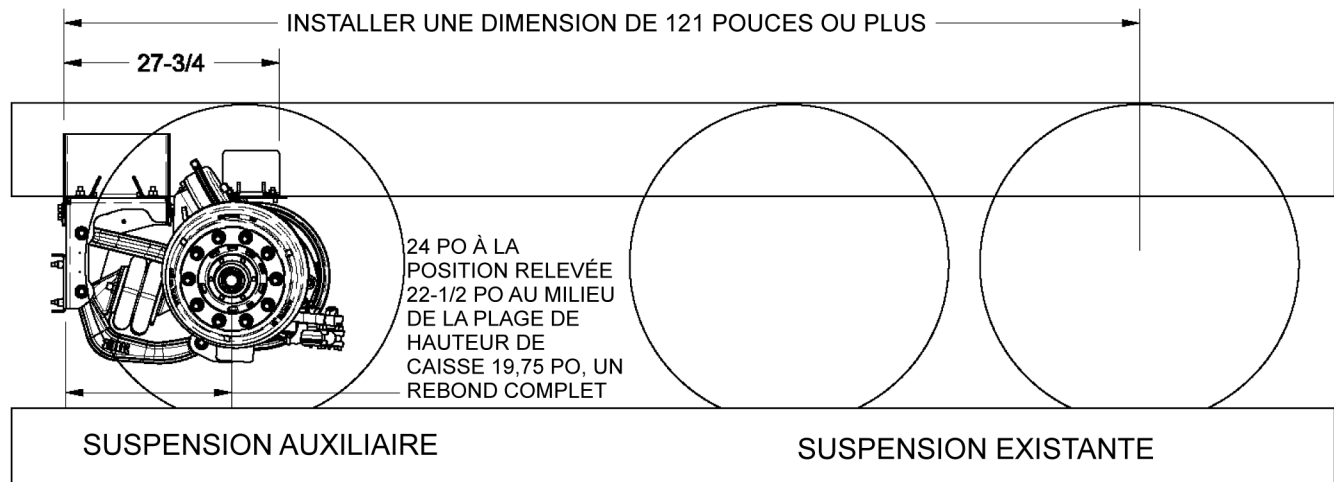 INSTALLER UNE DIMENSION DE 121 POUCES OU PLUS
27-3/4
24 PO À LA
POSITION RELEVÉE
22-1/2 PO AU MILIEU
DE LA PLAGE DE
HAUTEUR DE
CAISSE 19,75 PO, UN
REBOND COMPLET
SUSPENSION AUXILIAIRE
SUSPENSION EXISTANTE